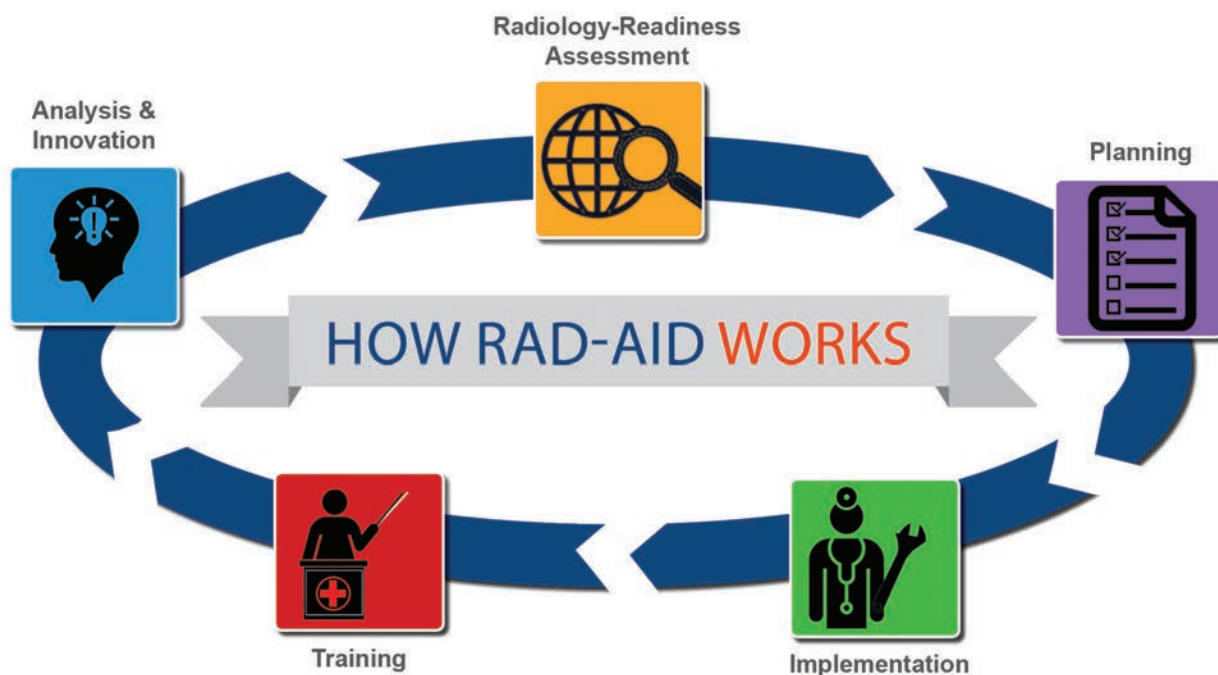 Radiology-Readiness
Assessment
Analysis &
Innovation
Planning
HOW RAD-AID WORKS
Training
Implementation